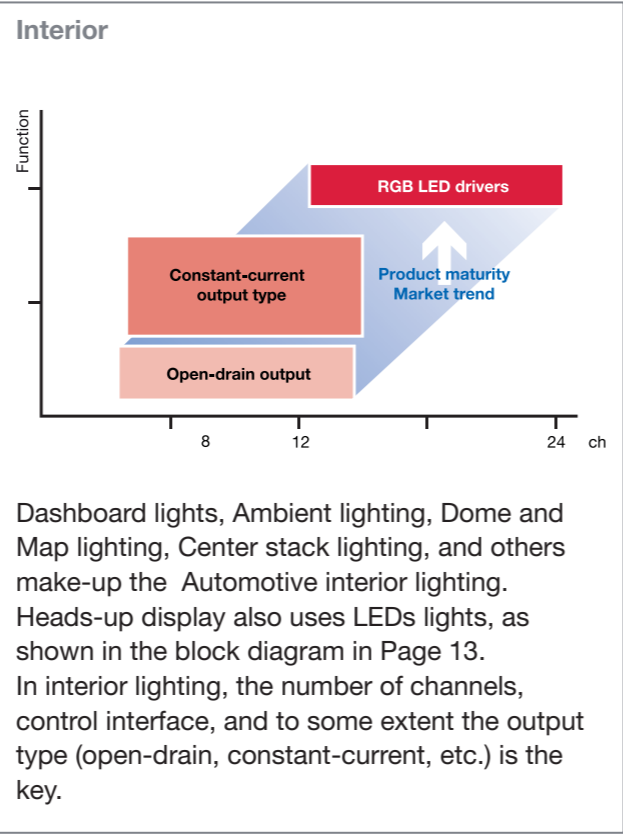 Interior
Function
RGB LED drivers
Constant-current
output type
Product maturity
Market trend
Open-drain output
8
12
24
ch
Dashboard lights, Ambient lighting, Dome and
Map lighting, Center stack lighting, and others
make-up the  Automotive interior lighting.
Heads-up display also uses LEDs lights, as
shown in the block diagram in Page 13.
In interior lighting, the number of channels,
control interface, and to some extent the output
type (open-drain, constant-current, etc.) is the
key.